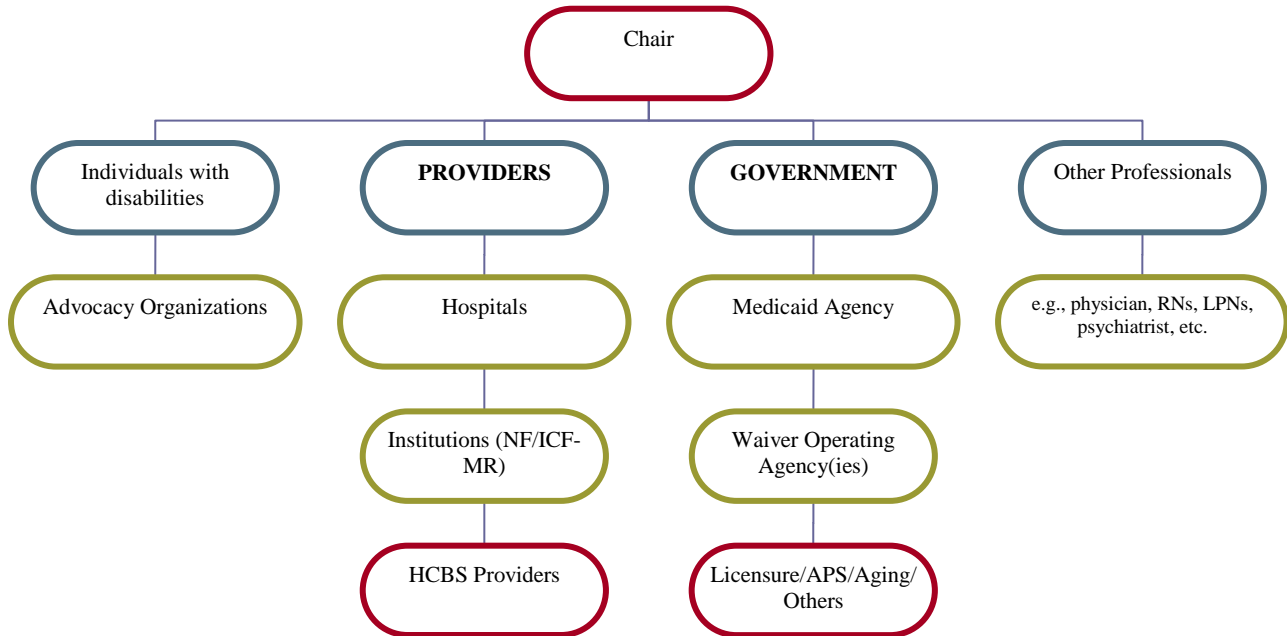 Chair
Individuals with
disabilities
PROVIDERS
GOVERNMENT
Other Professionals
Advocacy Organizations
Hospitals
Medicaid Agency
e.g., physician, RNs, LPNs,
psychiatrist, etc.
Institutions (NF/ICF-
MR)
Waiver Operating
Agency(ies)
HCBS Providers
Licensure/APS/Aging/
Others